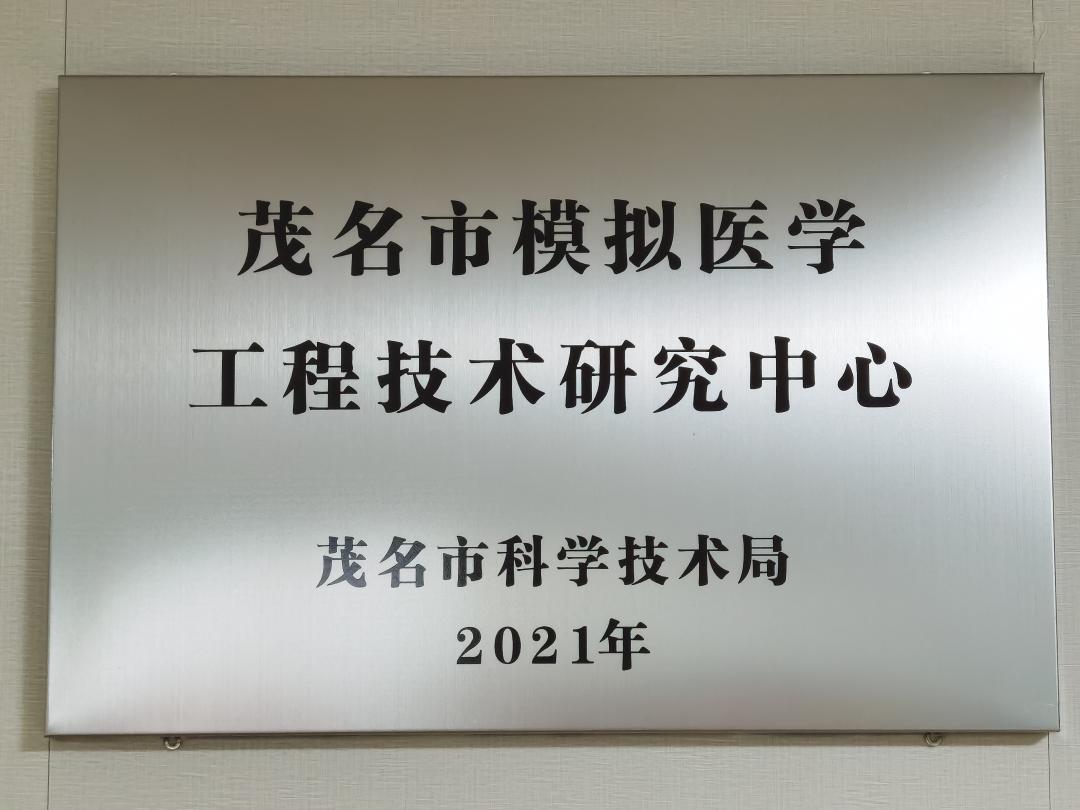 茂名市模拟医学
工程技术研究中心
茂名市科学技术局
2021年